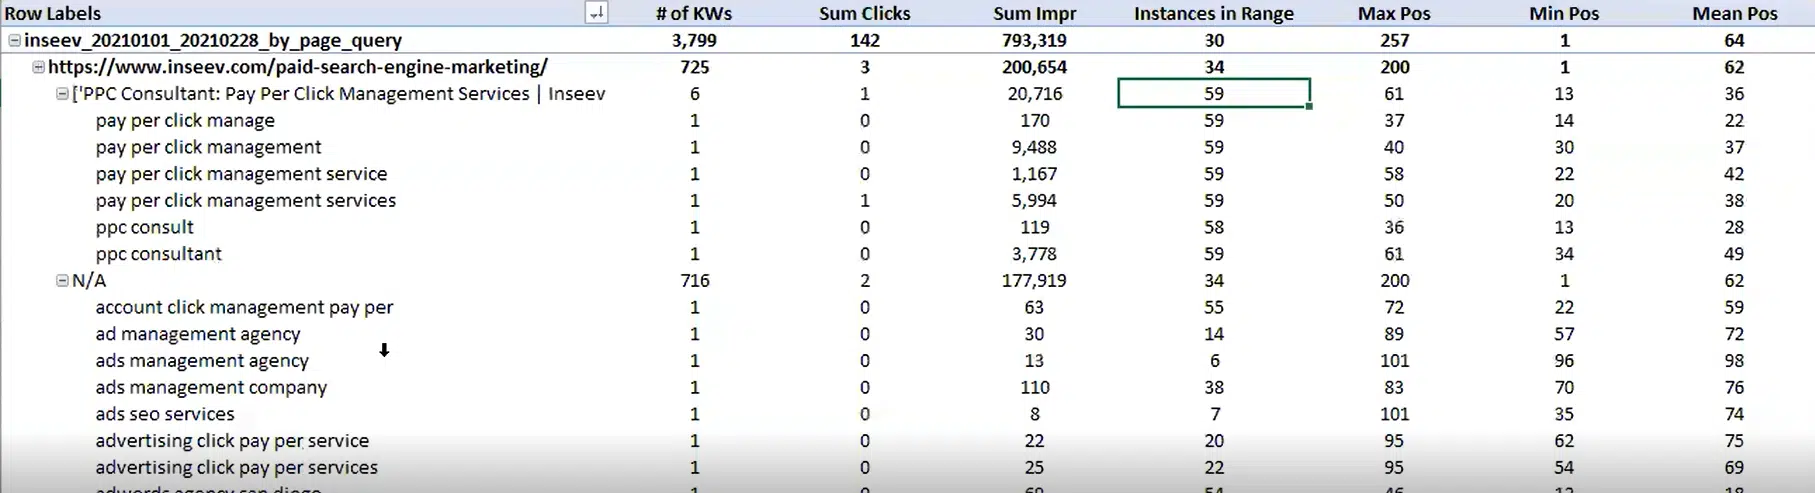 Row Labels # of KWs Sum Clicks Sum Impr Instances in Range Max Pos Min Pos Mean Pos
inseev_20210101_20210228_by_page_query 3,799 142 793,319 30 257 1 64
https://www.inseev.com/paid-search-engine-marketing/ 725 3 200,654 34 200 1 62
['PPC Consultant: Pay Per Click Management Services | Inseev 6 1 20,716 59 61 13 36
pay per click manage 1 0 170 59 37 14 22
pay per click management 1 0 9,488 59 40 30 37
pay per click management service 1 0 1,167 59 58 22 42
pay per click management services 1 1 5,994 59 50 20 38
ppc consult 1 0 119 58 36 13 28
ppc consultant 1 0 3,778 59 61 34 49
N/A 716 2 177,919 34 200 1 62
account click management pay per 1 0 63 55 72 22 59
ad management agency 1 0 30 14 89 57 72
ads management agency 1 0 13 6 101 96 98
ads management company 1 0 110 38 83 70 76
ads seo services 1 0 8 7 101 35 74
advertising click pay per service 1 0 22 20 95 62 75
advertising click pay per services 1 0 25 22 95 54 69
adwords agency san diego